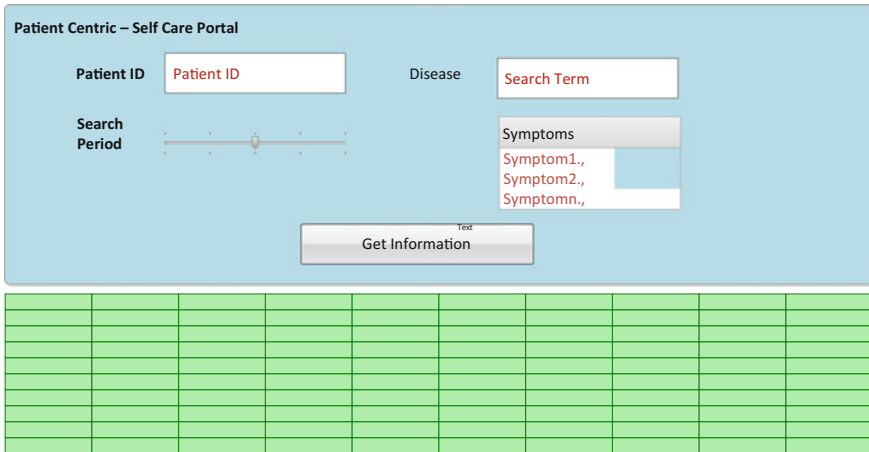 Patient Centric – Self Care Portal
Patient ID
Patient ID
Disease
Search Term
Search
Period
Symptoms
Symptom1.,
Symptom2.,
Symptomn.,
Text
Get Information